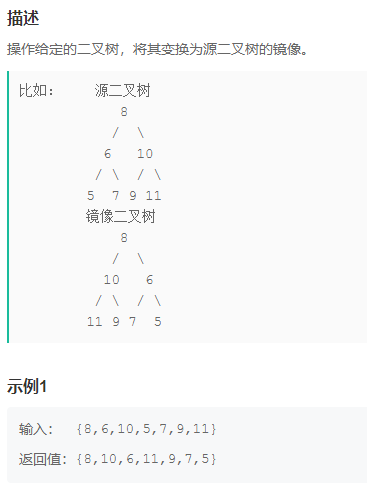 描述
操作给定的二叉树，将其变换为源二叉树的镜像。
比如： 源二叉树
8
/ \
6 10
/ \ / \
5 7 9 11
镜像二叉树
8
/ \
10 6
/ \ / \
11 9 7 5
示例1
输入： {8,6,10,5,7,9,11}
返回值：{8,10,6,11,9,7,5}